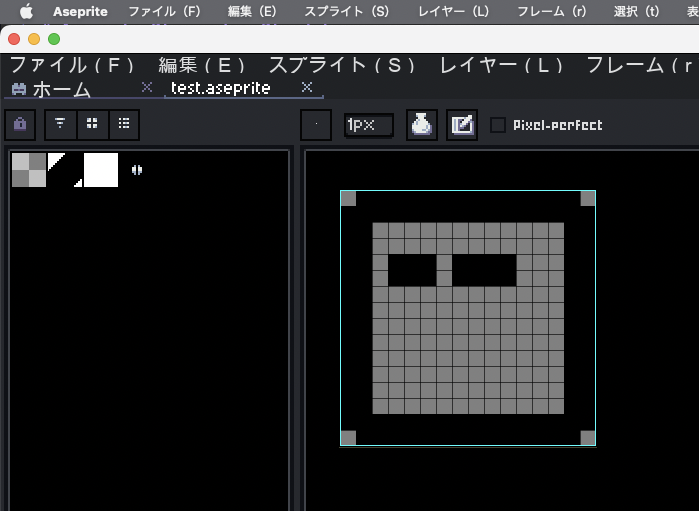 Aseprite ファイル（F） 編集（E） スプライト（S） レイヤー（L） フレーム（r） 選択（t） 表
ファイル（F） 編集（E） スプライト（S） レイヤー（L） フレーム（r
ホーム test.aseprite
1px Pixel-perfect